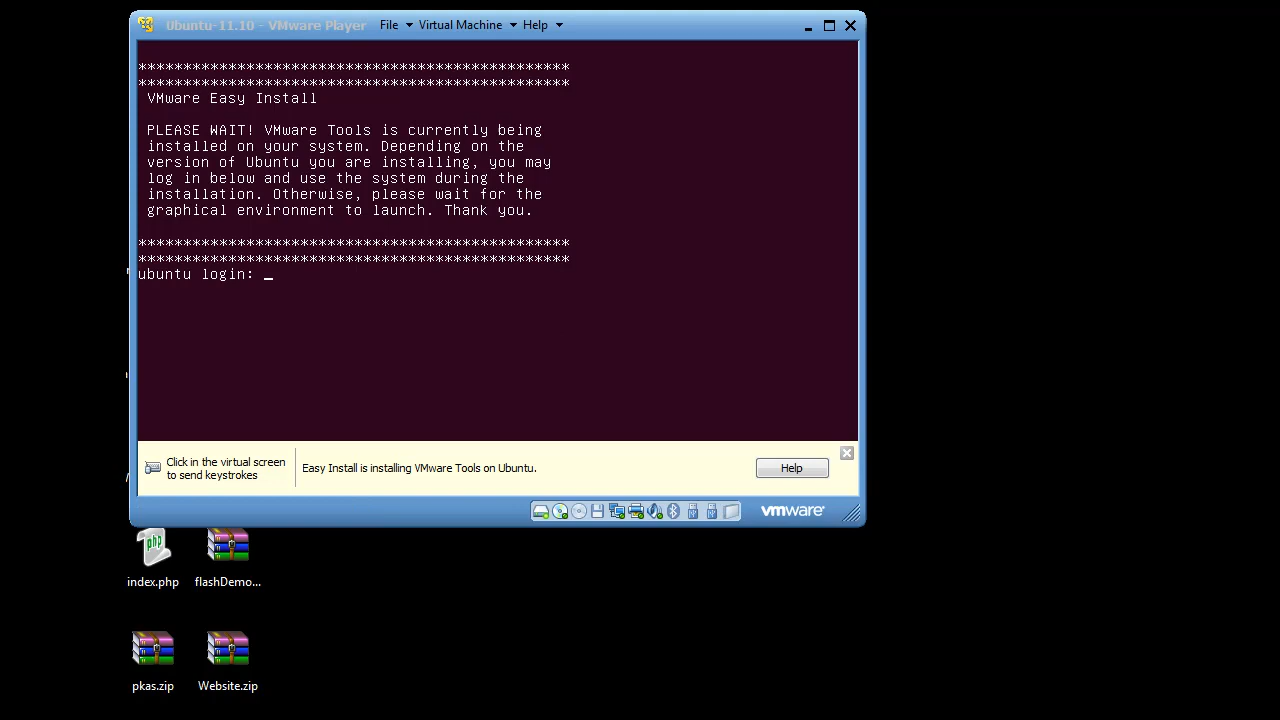 Ubuntu-11.10 - VMware Player File Virtual Machine Help
************************************************
************************************************
VMware Easy Install
PLEASE WAIT! VMware Tools is currently being
installed on your system. Depending on the
version of Ubuntu you are installing, you may
log in below and use the system during the
installation. Otherwise, please wait for the
graphical environment to launch. Thank you.
************************************************
************************************************
ubuntu login: _
Click in the virtual screen
to send keystrokes
Easy Install is installing VMware Tools on Ubuntu.
Help
vmware
php
index.php flashDemo...
pkas.zip Website.zip